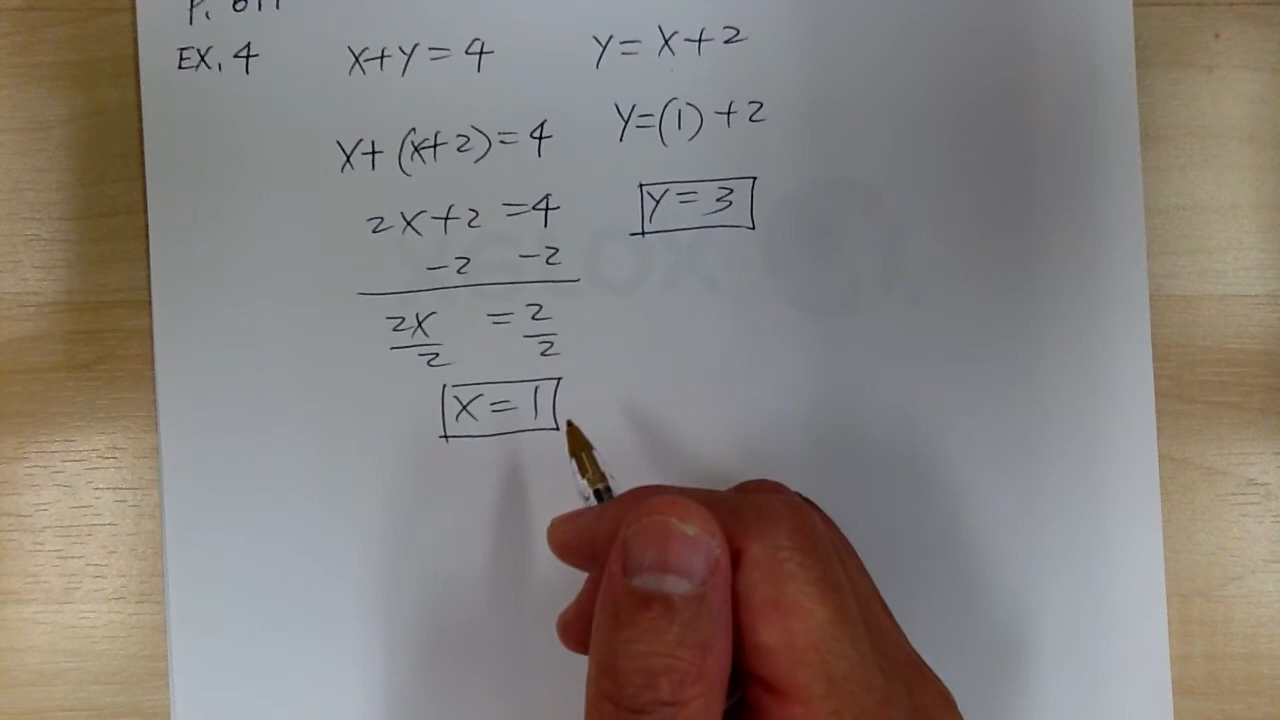 EX. 4 x+y=4 y=x+2
x+(x+2)=4 y=(1)+2
2x+2 =4 y=3
-2 -2
2x/2 = 2/2
x=1